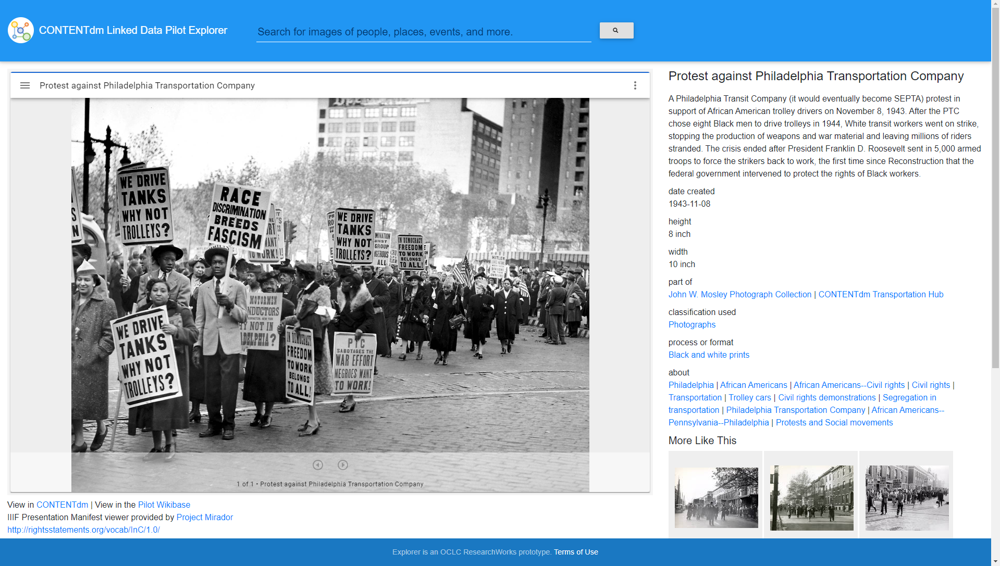 CONTENTdm Linked Data Pilot Explorer
Search for images of people, places, events, and more.
Protest against Philadelphia Transportation Company
WE DRIVE
TANKS
WHY NOT
TROLLEYS?
RACE
DISCRIMINATION
BREEDS
FASCISM
WE DRIVE
TANKS
WHY NOT
TROLLEYS?
IN DEMOCRACY
FREEDOM
TO WORK
BELONGS
TO ALL!
HITLER
WE DRIVE
TANKS
WHY NOT
TROLLEYS?
MOTORMEN
NDUCTORS
Y NOT IN
ADELPHIA?
IN DEMOCRACY
FREEDOM
TO WORK
BELONGS
TO ALL!
PTC
SABOTAGES THE
WAR EFFORT
NEGROES WANT
TO WORK!
1 of 1 • Protest against Philadelphia Transportation Company
View in CONTENTdm | View in the Pilot Wikibase
IIIF Presentation Manifest viewer provided by Project Mirador
http://rightsstatements.org/vocab/InC/1.0/
Protest against Philadelphia Transportation Company
A Philadelphia Transit Company (it would eventually become SEPTA) protest in
support of African American trolley drivers on November 8, 1943. After the PTC
chose eight Black men to drive trolleys in 1944, White transit workers went on strike,
stopping the production of weapons and war material and leaving millions of riders
stranded. The crisis ended after President Franklin D. Roosevelt sent in 5,000 armed
troops to force the strikers back to work, the first time since Reconstruction that the
federal government intervened to protect the rights of Black workers.
date created
1943-11-08
height
8 inch
width
10 inch
part of
John W. Mosley Photograph Collection | CONTENTdm Transportation Hub
classification used
Photographs
process or format
Black and white prints
about
Philadelphia | African Americans | African Americans--Civil rights | Civil rights |
Transportation | Trolley cars | Civil rights demonstrations | Segregation in
transportation | Philadelphia Transportation Company | African Americans--
Pennsylvania--Philadelphia | Protests and Social movements
More Like This
Explorer is an OCLC ResearchWorks prototype. Terms of Use